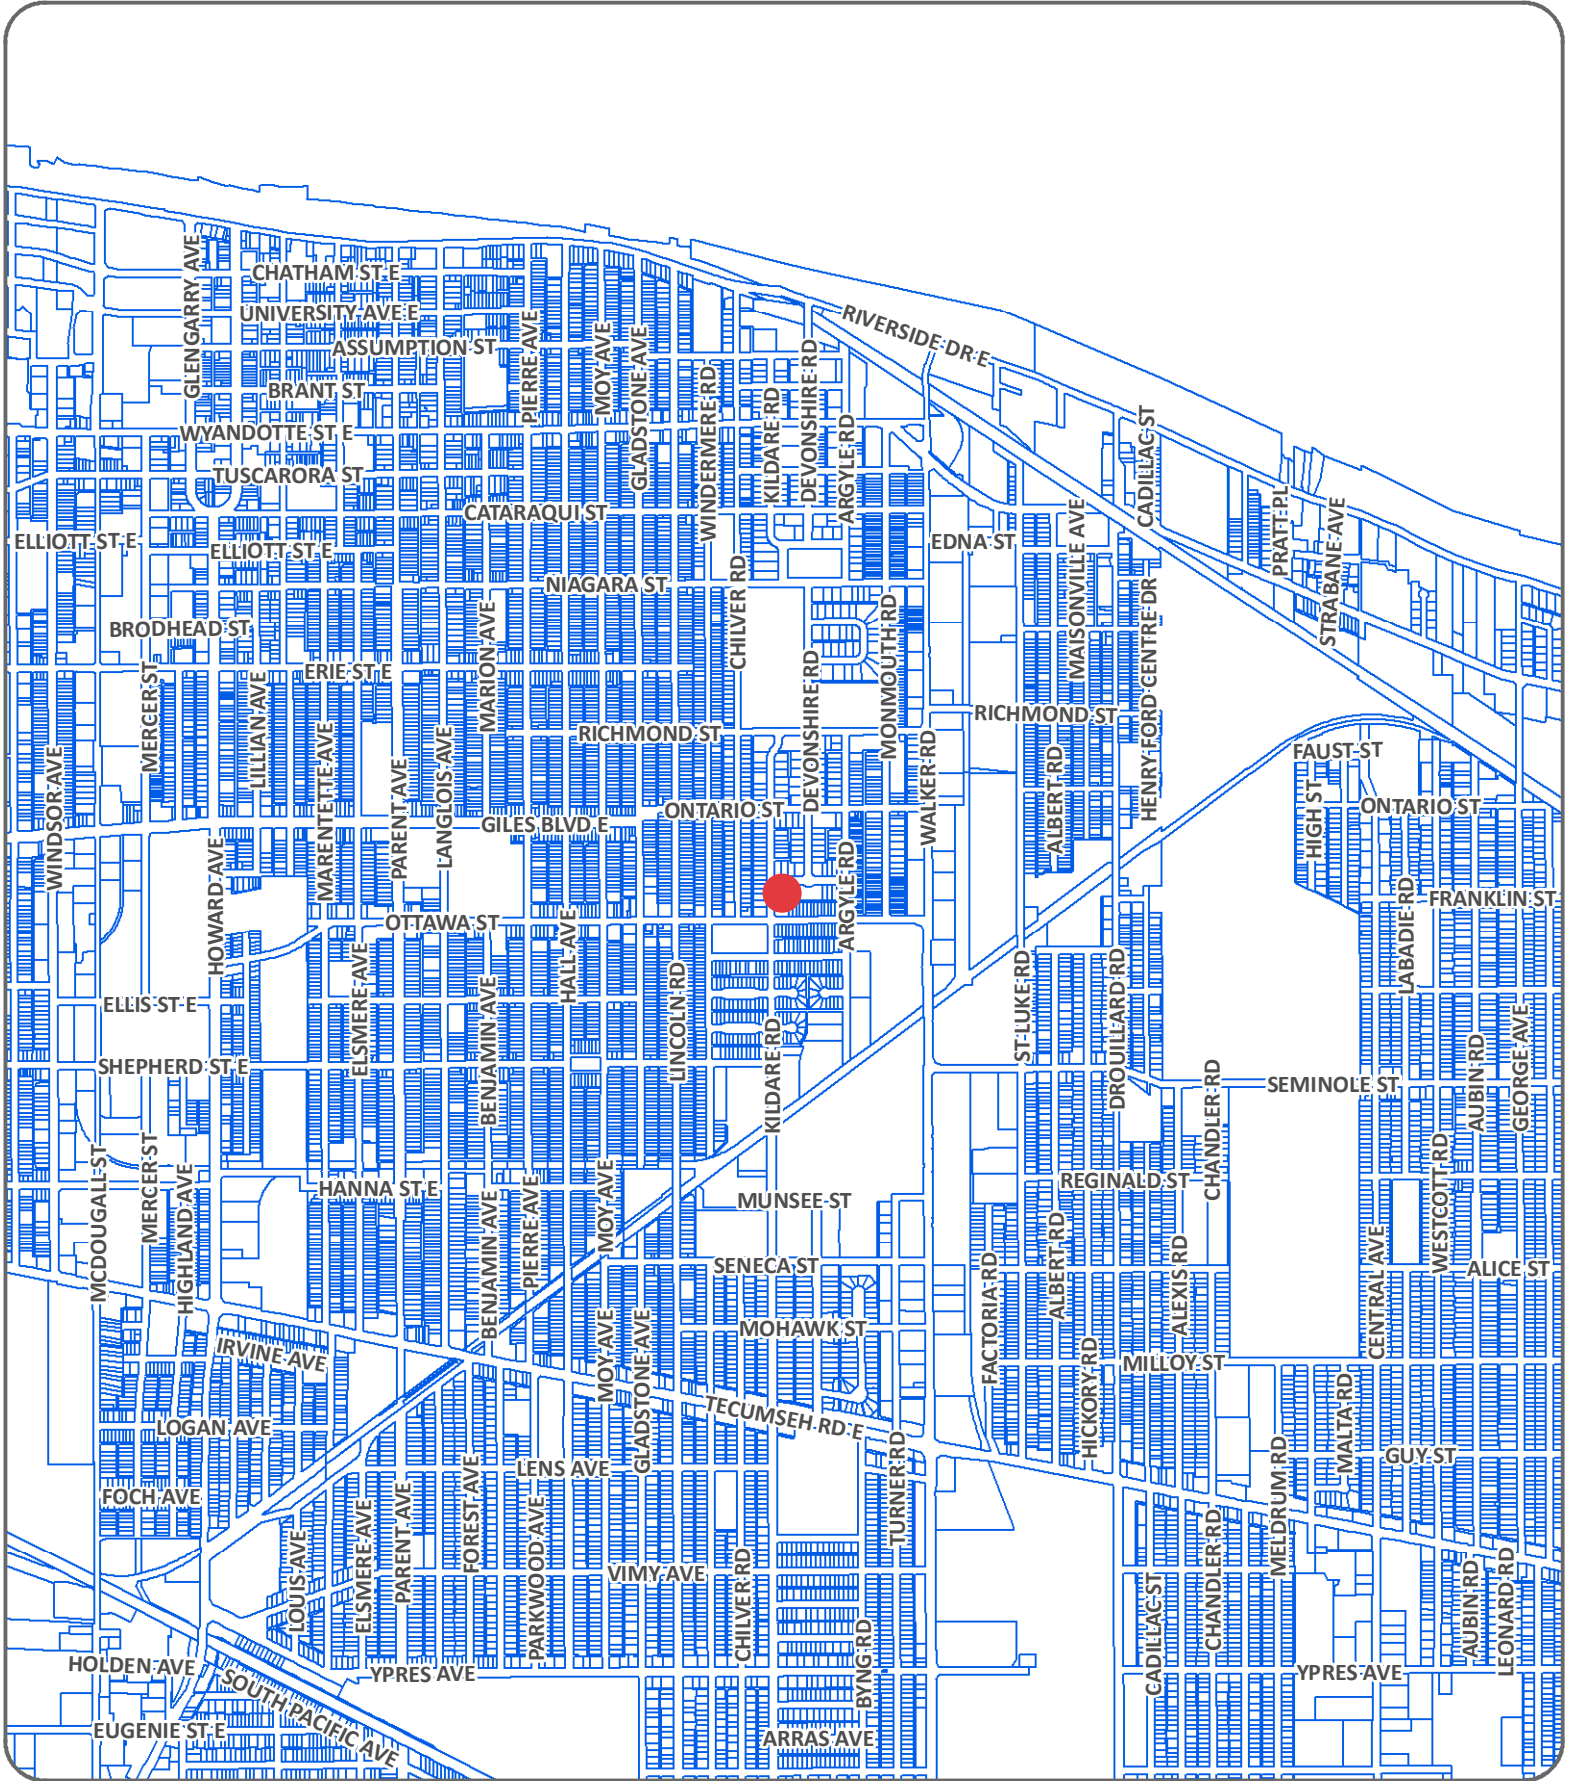 GLENGARRY AVE
CHATHAM ST E
UNIVERSITY AVE E
ASSUMPTION ST
BRANT ST
WYANDOTTE ST E
TUSCARORA ST
CATARAQUI ST
ELLIOTT ST E
ELLIOTT ST E
NIAGARA ST
BRODHEAD ST
ERIE ST E
PIERRE AVE
MOY AVE
GLADSTONE AVE
WINDERMERE RD
KILDARE RD
DEVONSHIRE RD
ARGYLE RD
RIVERSIDE DR E
CADILLAC ST
PRATT PL
STRABANE AVE
EDNA ST
MAISONVILLE AVE
HENRY FORD CENTRE DR
CHILVER RD
MONMOUTH RD
DEVONSHIRE RD
MARION AVE
MERCER ST
LILLIAN AVE
MARENTETTE AVE
PARENT AVE
LANGLOIS AVE
WINDSOR AVE
RICHMOND ST
RICHMOND ST
WALKER RD
ALBERT RD
FAUST ST
HIGH ST
ONTARIO ST
ONTARIO ST
GILES BLVD E
HOWARD AVE
OTTAWA ST
HALL AVE
ARGYLE RD
LABADIE RD
FRANKLIN ST
ELSMERE AVE
BENJAMIN AVE
LINCOLN RD
KILDARE RD
ST LUKE RD
DROUILLARD RD
ELLIS ST E
SHEPHERD ST E
SEMINOLE ST
CHANDLER RD
AUBIN RD
GEORGE AVE
MCDOUGALL ST
MERCER ST
HIGHLAND AVE
HANNA ST E
BENJAMIN AVE
PIERRE AVE
MOY AVE
MUNSEE ST
REGINALD ST
WESTCOTT RD
SENECA ST
FACTORIA RD
ALBERT RD
ALEXIS RD
CENTRAL AVE
ALICE ST
IRVINE AVE
MOY AVE
GLADSTONE AVE
MOHAWK ST
HICKORY RD
MILLOY ST
MALTA RD
LOGAN AVE
TECUMSEH RD E
TURNER RD
MELDRUM RD
GUY ST
LENS AVE
FOCH AVE
LOUIS AVE
ELSMERE AVE
PARENT AVE
FOREST AVE
PARKWOOD AVE
VIMY AVE
CHILVER RD
BYNG RD
CADILLAC ST
CHANDLER RD
AUBIN RD
LEONARD RD
HOLDEN AVE
YPRES AVE
YPRES AVE
SOUTH PACIFIC AVE
EUGENIE ST E
ARRAS AVE